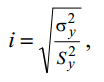 i = √(σ_y^2 / S_y^2) ,